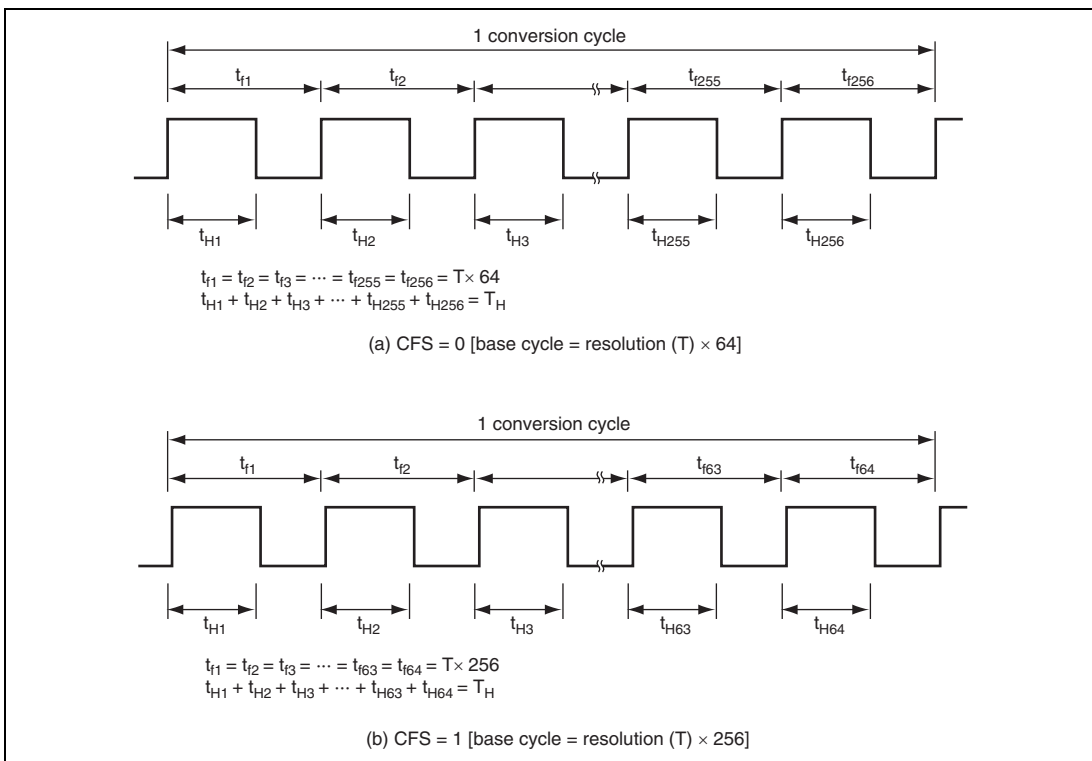 1 conversion cycle
tf1 tf2 tf255 tf256
tH1 tH2 tH3 tH255 tH256
tf1 = tf2 = tf3 = ··· = tf255 = tf256 = T × 64
tH1 + tH2 + tH3 + ··· + tH255 + tH256 = TH
(a) CFS = 0 [base cycle = resolution (T) × 64]
1 conversion cycle
tf1 tf2 tf63 tf64
tH1 tH2 tH3 tH63 tH64
tf1 = tf2 = tf3 = ··· = tf63 = tf64 = T × 256
tH1 + tH2 + tH3 + ··· + tH63 + tH64 = TH
(b) CFS = 1 [base cycle = resolution (T) × 256]